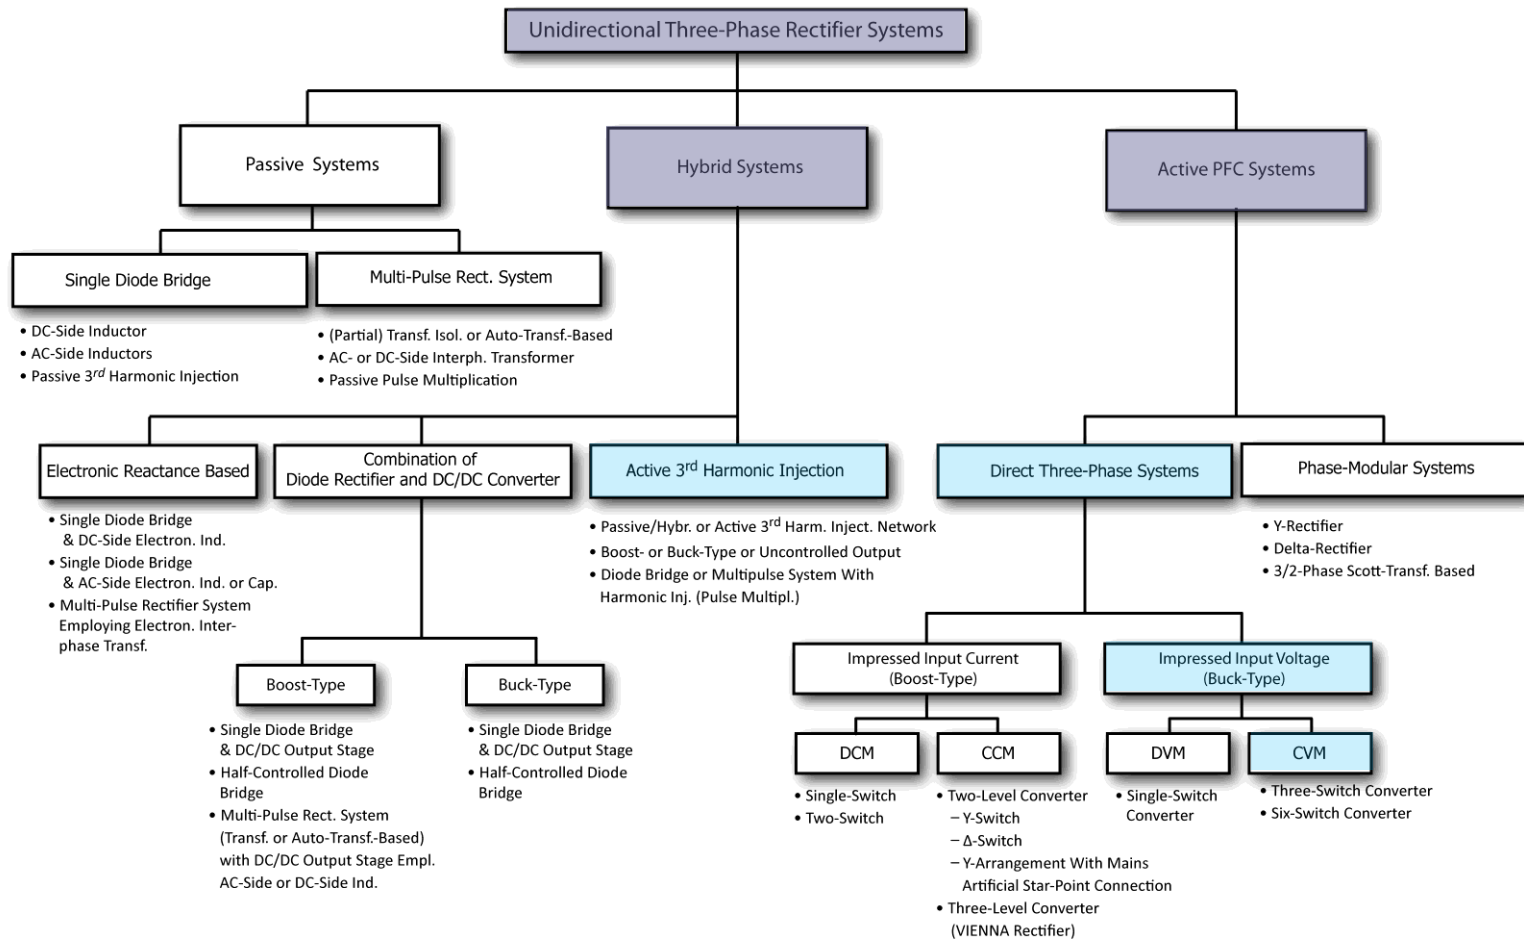 Unidirectional Three-Phase Rectifier Systems
Passive Systems
Hybrid Systems
Active PFC Systems
Single Diode Bridge
• DC-Side Inductor
• AC-Side Inductors
• Passive 3rd Harmonic Injection
Multi-Pulse Rect. System
• (Partial) Transf. Isol. or Auto-Transf.-Based
• AC- or DC-Side Interph. Transformer
• Passive Pulse Multiplication
Electronic Reactance Based
• Single Diode Bridge
& DC-Side Electron. Ind.
• Single Diode Bridge
& AC-Side Electron. Ind. or Cap.
• Multi-Pulse Rectifier System
Employing Electron. Inter-
phase Transf.
Combination of
Diode Rectifier and DC/DC Converter
Boost-Type
• Single Diode Bridge
& DC/DC Output Stage
• Half-Controlled Diode
Bridge
• Multi-Pulse Rect. System
(Transf. or Auto-Transf.-Based)
with DC/DC Output Stage Empl.
AC-Side or DC-Side Ind.
Buck-Type
• Single Diode Bridge
& DC/DC Output Stage
• Half-Controlled Diode
Bridge
Active 3rd Harmonic Injection
• Passive/Hybr. or Active 3rd Harm. Inject. Network
• Boost- or Buck-Type or Uncontrolled Output
• Diode Bridge or Multipulse System With
Harmonic Inj. (Pulse Multipl.)
Direct Three-Phase Systems
Phase-Modular Systems
• Y-Rectifier
• Delta-Rectifier
• 3/2-Phase Scott-Transf. Based
Impressed Input Current
(Boost-Type)
DCM
• Single-Switch
• Two-Switch
CCM
• Two-Level Converter
– Y-Switch
– Δ-Switch
– Y-Arrangement With Mains
Artificial Star-Point Connection
• Three-Level Converter
(VIENNA Rectifier)
Impressed Input Voltage
(Buck-Type)
DVM
• Single-Switch
Converter
CVM
• Three-Switch Converter
• Six-Switch Converter